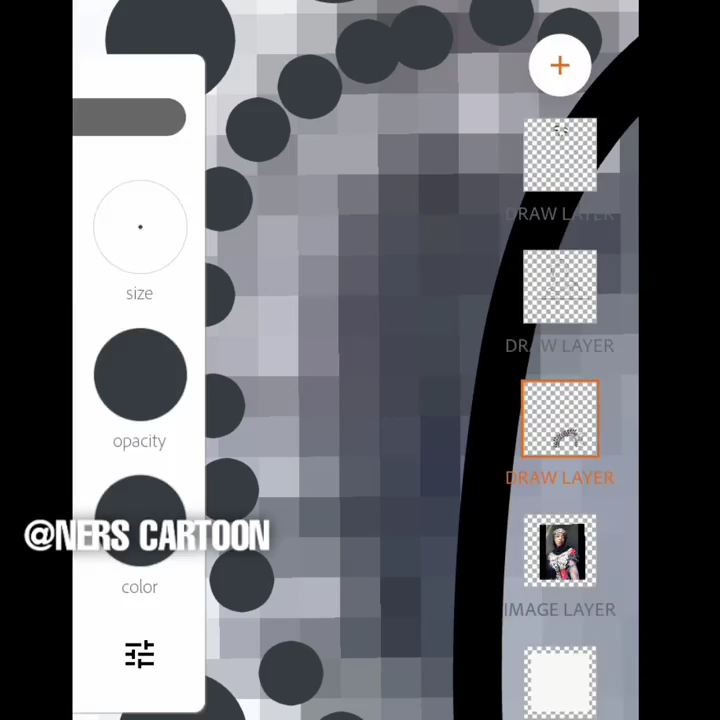 size
opacity
@NERS CARTOON
color
DRAW LAYER
DRAW LAYER
DRAW LAYER
IMAGE LAYER